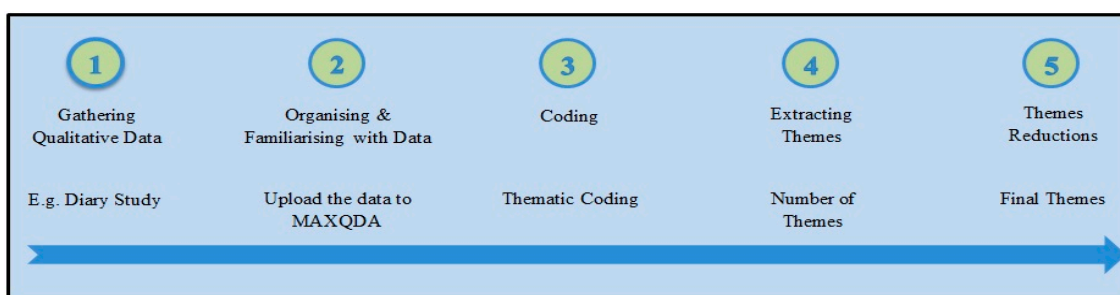 1
Gathering
Qualitative Data
E.g. Diary Study
2
Organising &
Familiarising with Data
Upload the data to
MAXQDA
3
Coding
Thematic Coding
4
Extracting
Themes
Number of
Themes
5
Themes
Reductions
Final Themes